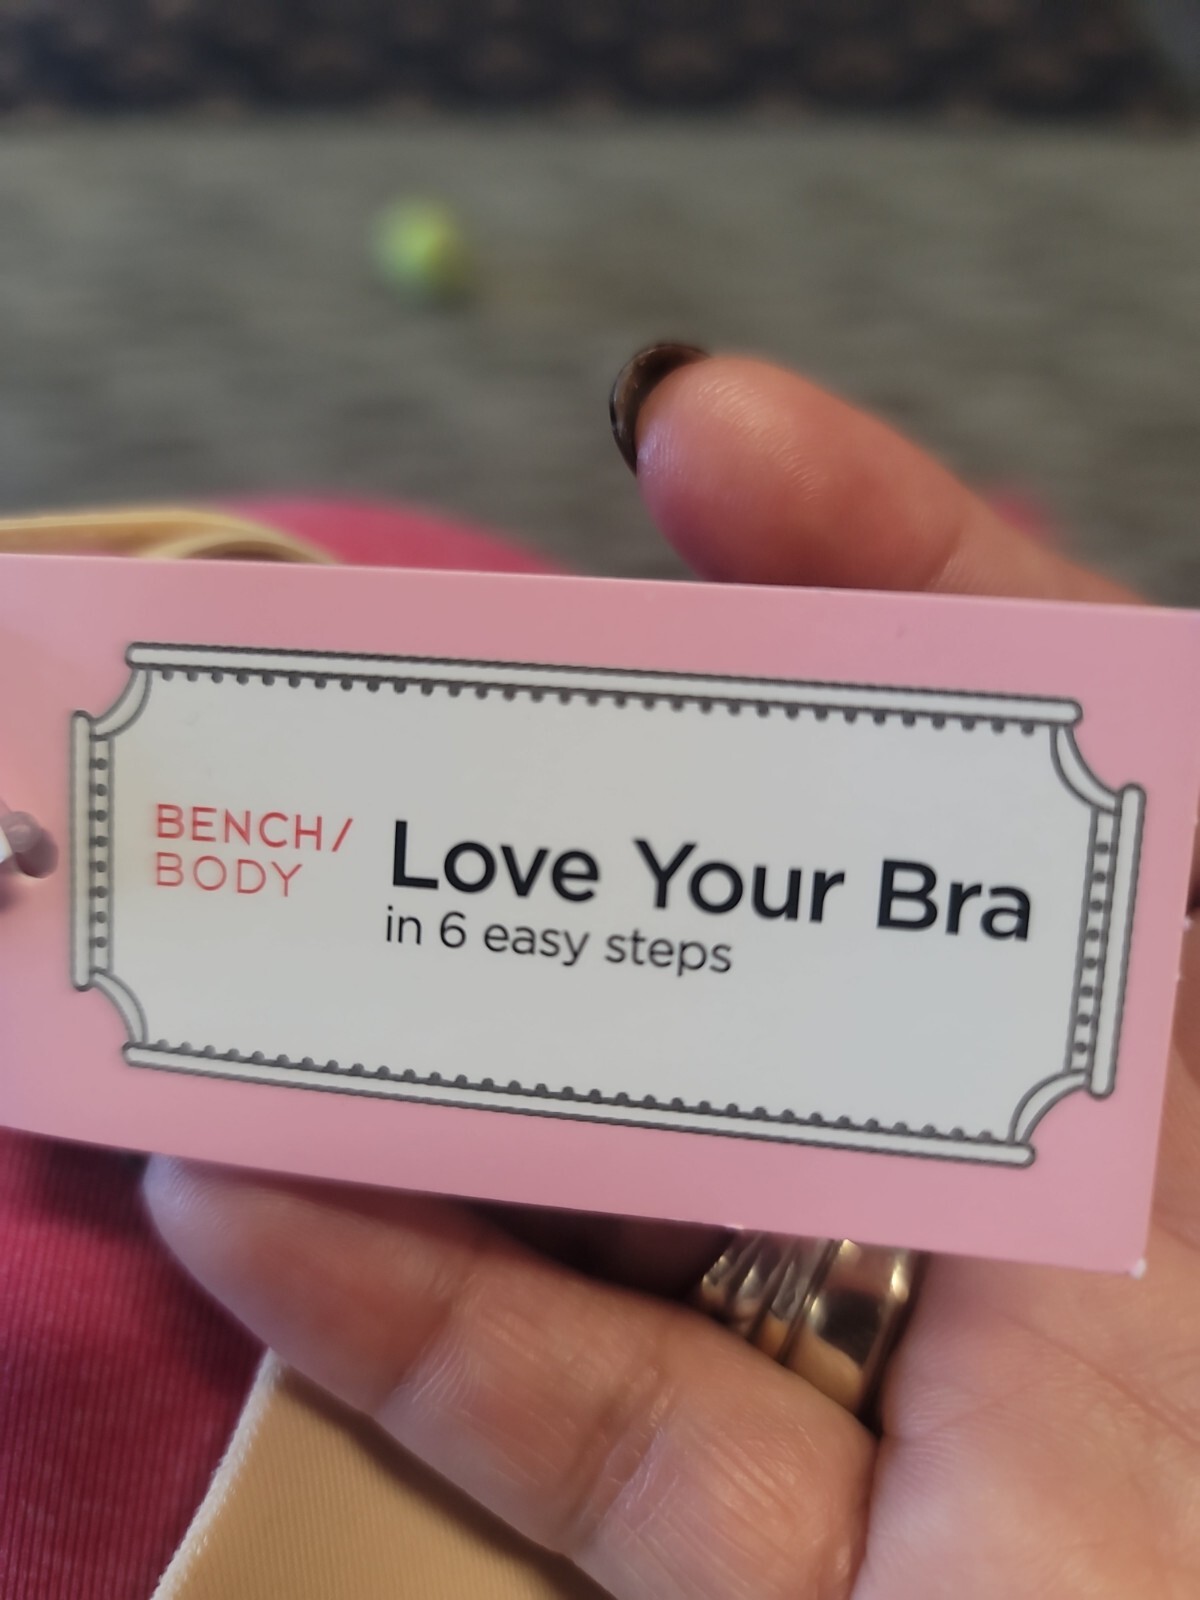 BENCH/
BODY
Love Your Bra
in 6 easy steps